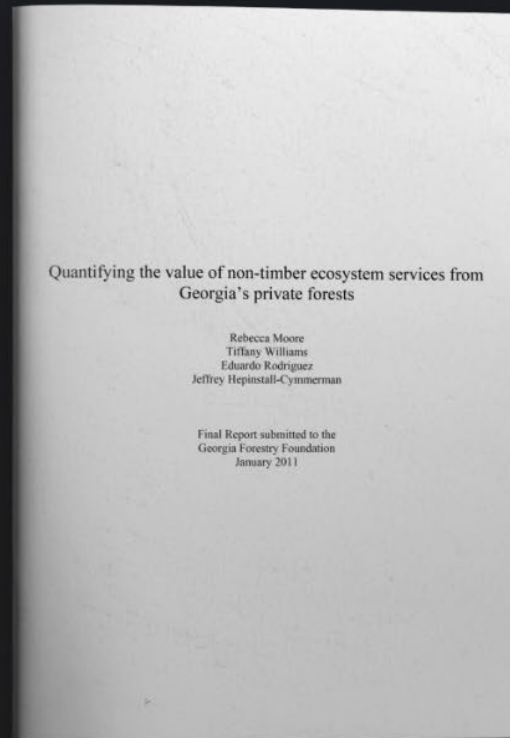 Quantifying the value of non-timber ecosystem services from
Georgia's private forests
Rebecca Moore
Tiffany Williams
Eduardo Rodriguez
Jeffrey Hepinstall-Cymmerman
Final Report submitted to the
Georgia Forestry Foundation
January 2011